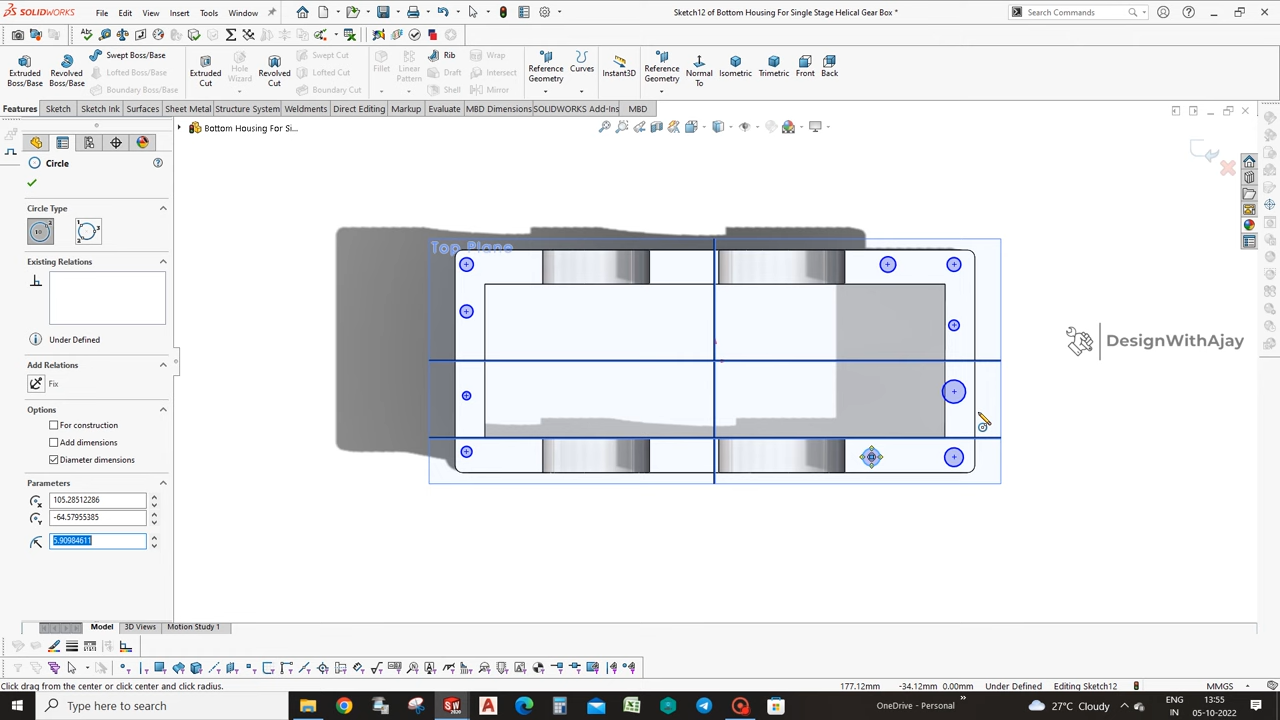 SOLIDWORKS File Edit View Insert Tools Window Sketch12 of Bottom Housing For Single Stage Helical Gear Box * Search Commands
Extruded Boss/Base Revolved Boss/Base Swept Boss/Base Extruded Cut Hole Wizard Revolved Cut Swept Cut Fillet Linear Pattern Rib Wrap Reference Geometry Curves Instant3D Reference Geometry Normal To Isometric Trimetric Front Back
Lofted Boss/Base Lofted Cut Draft Intersect
Boundary Boss/Base Boundary Cut Shell Mirror
Features Sketch Sketch Ink Surfaces Sheet Metal Structure System Weldments Direct Editing Markup Evaluate MBD Dimensions SOLIDWORKS Add-Ins MBD
Bottom Housing For Si...
Circle
Circle Type
Top Plane
Existing Relations
Under Defined
DesignWithAjay
Add Relations
Fix
Options
For construction
Add dimensions
Diameter dimensions
Parameters
105.28512286
-64.57955385
5.90984611
Model 3D Views Motion Study 1
Click drag from the center or click center and click radius. 177.12mm -34.12mm 0.00mm Under Defined Editing Sketch12 MMGS
Type here to search OneDrive - Personal 27°C Cloudy ENG IN 13:55 05-10-2022